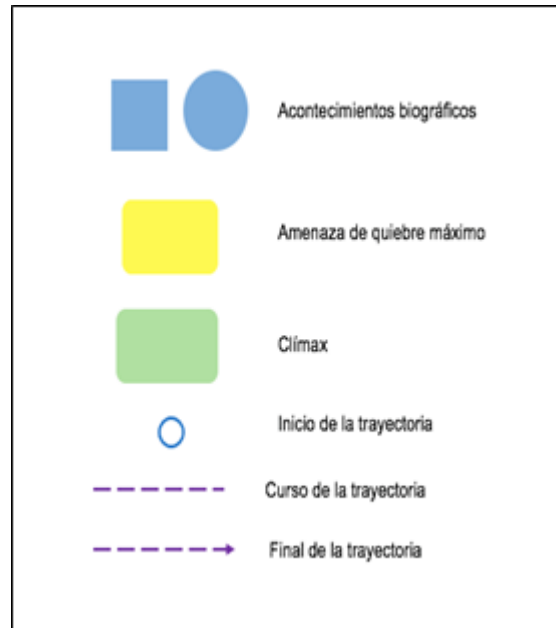 Acontecimientos biográficos
Amenaza de quiebre máximo
Clímax
Inicio de la trayectoria
Curso de la trayectoria
Final de la trayectoria